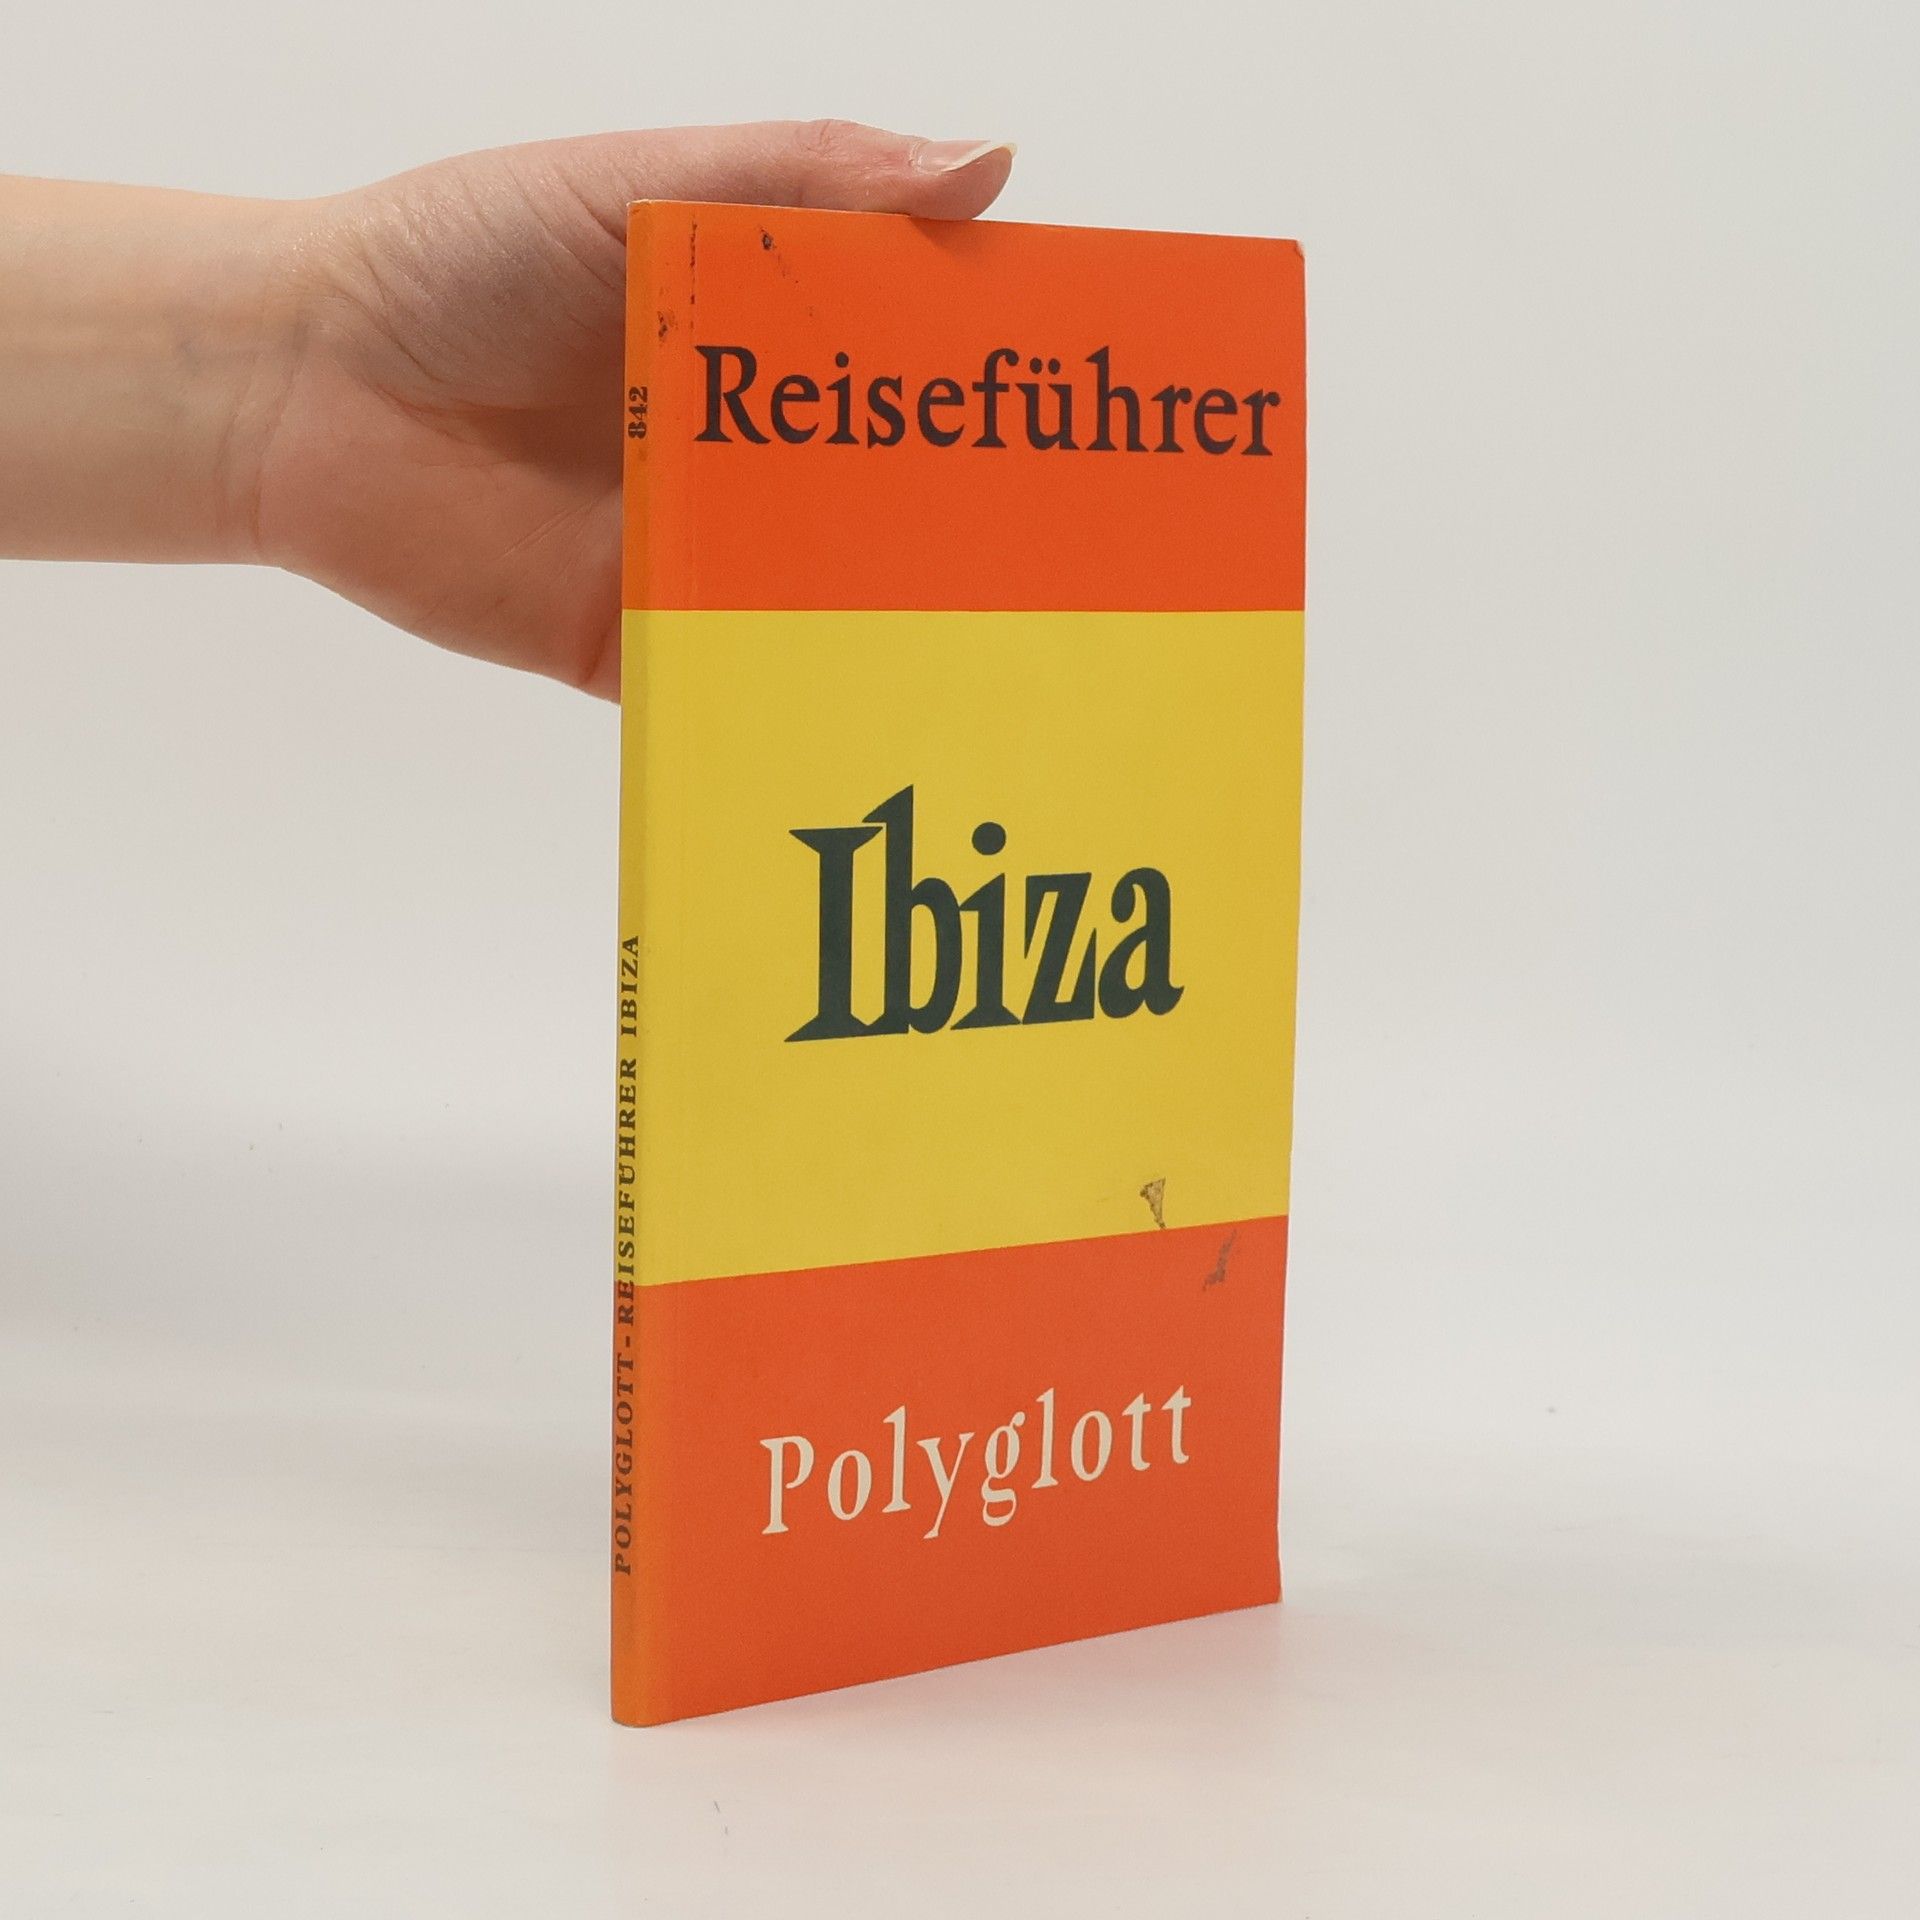 Reiseführer
Ibiza
Polyglott
POLYGLOTT-REISEFÜHRER IBIZA
842